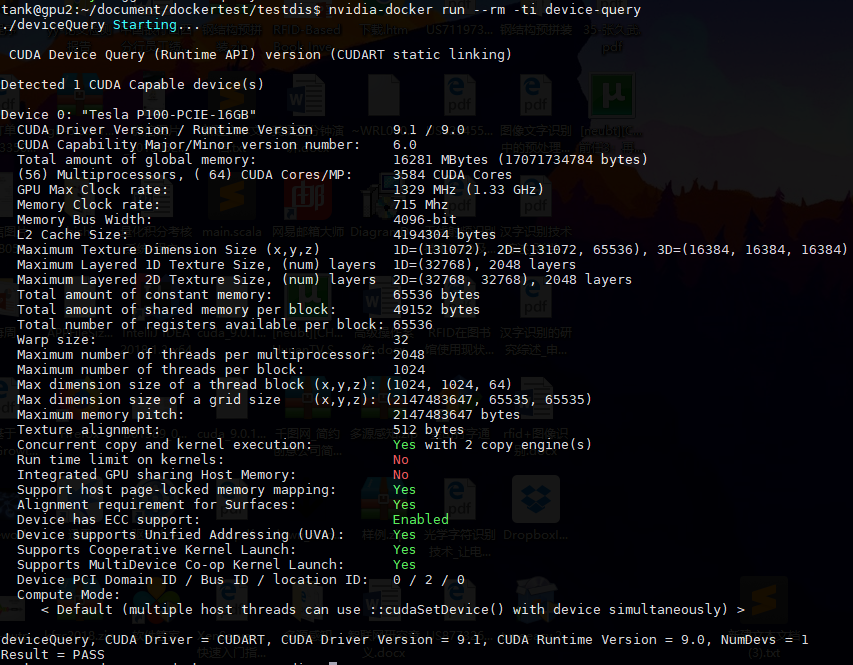 tank@gpu2:~/document/dockertest/testdis$ nvidia-docker run --rm -ti device-query
./deviceQuery Starting...
CUDA Device Query (Runtime API) version (CUDART static linking)
Detected 1 CUDA Capable device(s)
Device 0: "Tesla P100-PCIE-16GB"
CUDA Driver Version / Runtime Version 9.1 / 9.0
CUDA Capability Major/Minor version number: 6.0
Total amount of global memory: 16281 MBytes (17071734784 bytes)
(56) Multiprocessors, ( 64) CUDA Cores/MP: 3584 CUDA Cores
GPU Max Clock rate: 1329 MHz (1.33 GHz)
Memory Clock rate: 715 Mhz
Memory Bus Width: 4096-bit
L2 Cache Size: 4194304 bytes
Maximum Texture Dimension Size (x,y,z) 1D=(131072), 2D=(131072, 65536), 3D=(16384, 16384, 16384)
Maximum Layered 1D Texture Size, (num) layers 1D=(32768), 2048 layers
Maximum Layered 2D Texture Size, (num) layers 2D=(32768, 32768), 2048 layers
Total amount of constant memory: 65536 bytes
Total amount of shared memory per block: 49152 bytes
Total number of registers available per block: 65536
Warp size: 32
Maximum number of threads per multiprocessor: 2048
Maximum number of threads per block: 1024
Max dimension size of a thread block (x,y,z): (1024, 1024, 64)
Max dimension size of a grid size (x,y,z): (2147483647, 65535, 65535)
Maximum memory pitch: 2147483647 bytes
Texture alignment: 512 bytes
Concurrent copy and kernel execution: Yes with 2 copy engine(s)
Run time limit on kernels: No
Integrated GPU sharing Host Memory: No
Support host page-locked memory mapping: Yes
Alignment requirement for Surfaces: Yes
Device has ECC support: Enabled
Device supports Unified Addressing (UVA): Yes
Supports Cooperative Kernel Launch: Yes
Supports MultiDevice Co-op Kernel Launch: Yes
Device PCI Domain ID / Bus ID / location ID: 0 / 2 / 0
Compute Mode:
< Default (multiple host threads can use ::cudaSetDevice() with device simultaneously) >
deviceQuery, CUDA Driver = CUDART, CUDA Driver Version = 9.1, CUDA Runtime Version = 9.0, NumDevs = 1
Result = PASS